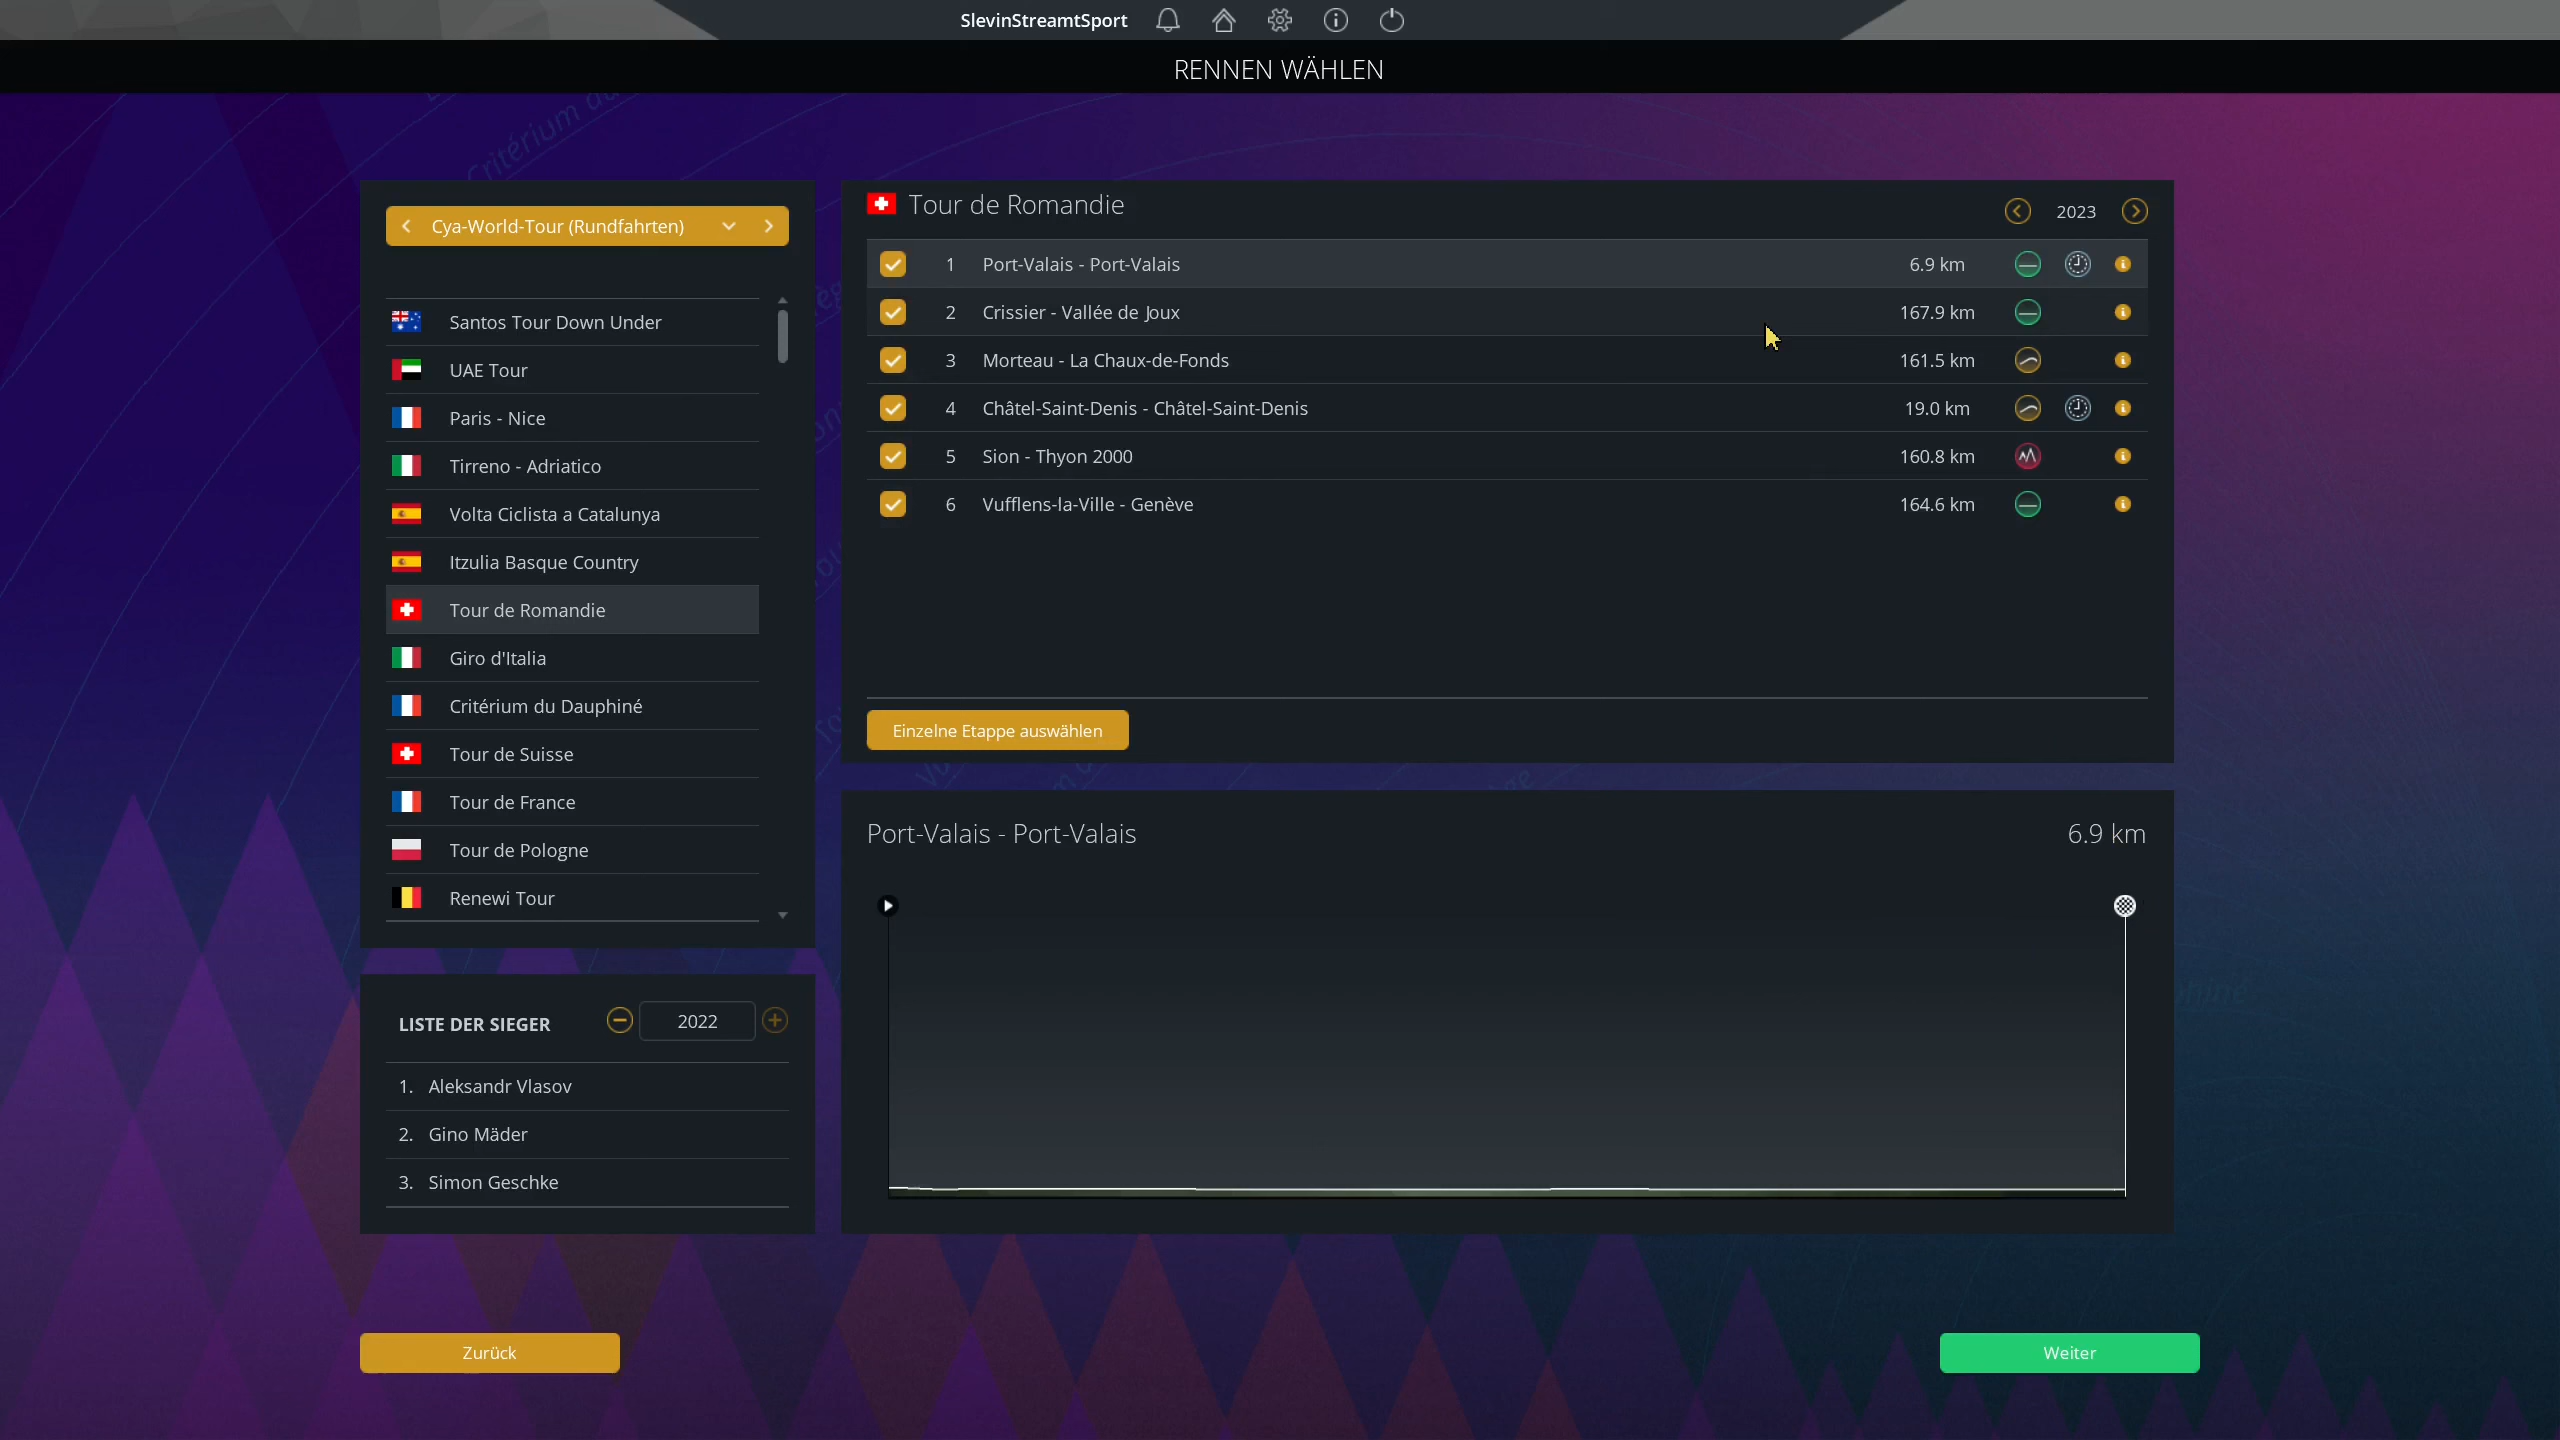 SlevinStreamtSport
RENNEN WÄHLEN
Cya-World-Tour (Rundfahrten)
Santos Tour Down Under
UAE Tour
Paris - Nice
Tirreno - Adriatico
Volta Ciclista a Catalunya
Itzulia Basque Country
Tour de Romandie
Giro d'Italia
Critérium du Dauphiné
Tour de Suisse
Tour de France
Tour de Pologne
Renewi Tour
LISTE DER SIEGER 2022
1. Aleksandr Vlasov
2. Gino Mäder
3. Simon Geschke
Tour de Romandie 2023
1 Port-Valais - Port-Valais 6.9 km
2 Crissier - Vallée de Joux 167.9 km
3 Morteau - La Chaux-de-Fonds 161.5 km
4 Châtel-Saint-Denis - Châtel-Saint-Denis 19.0 km
5 Sion - Thyon 2000 160.8 km
6 Vufflens-la-Ville - Genève 164.6 km
Einzelne Etappe auswählen
Port-Valais - Port-Valais 6.9 km
Zurück
Weiter